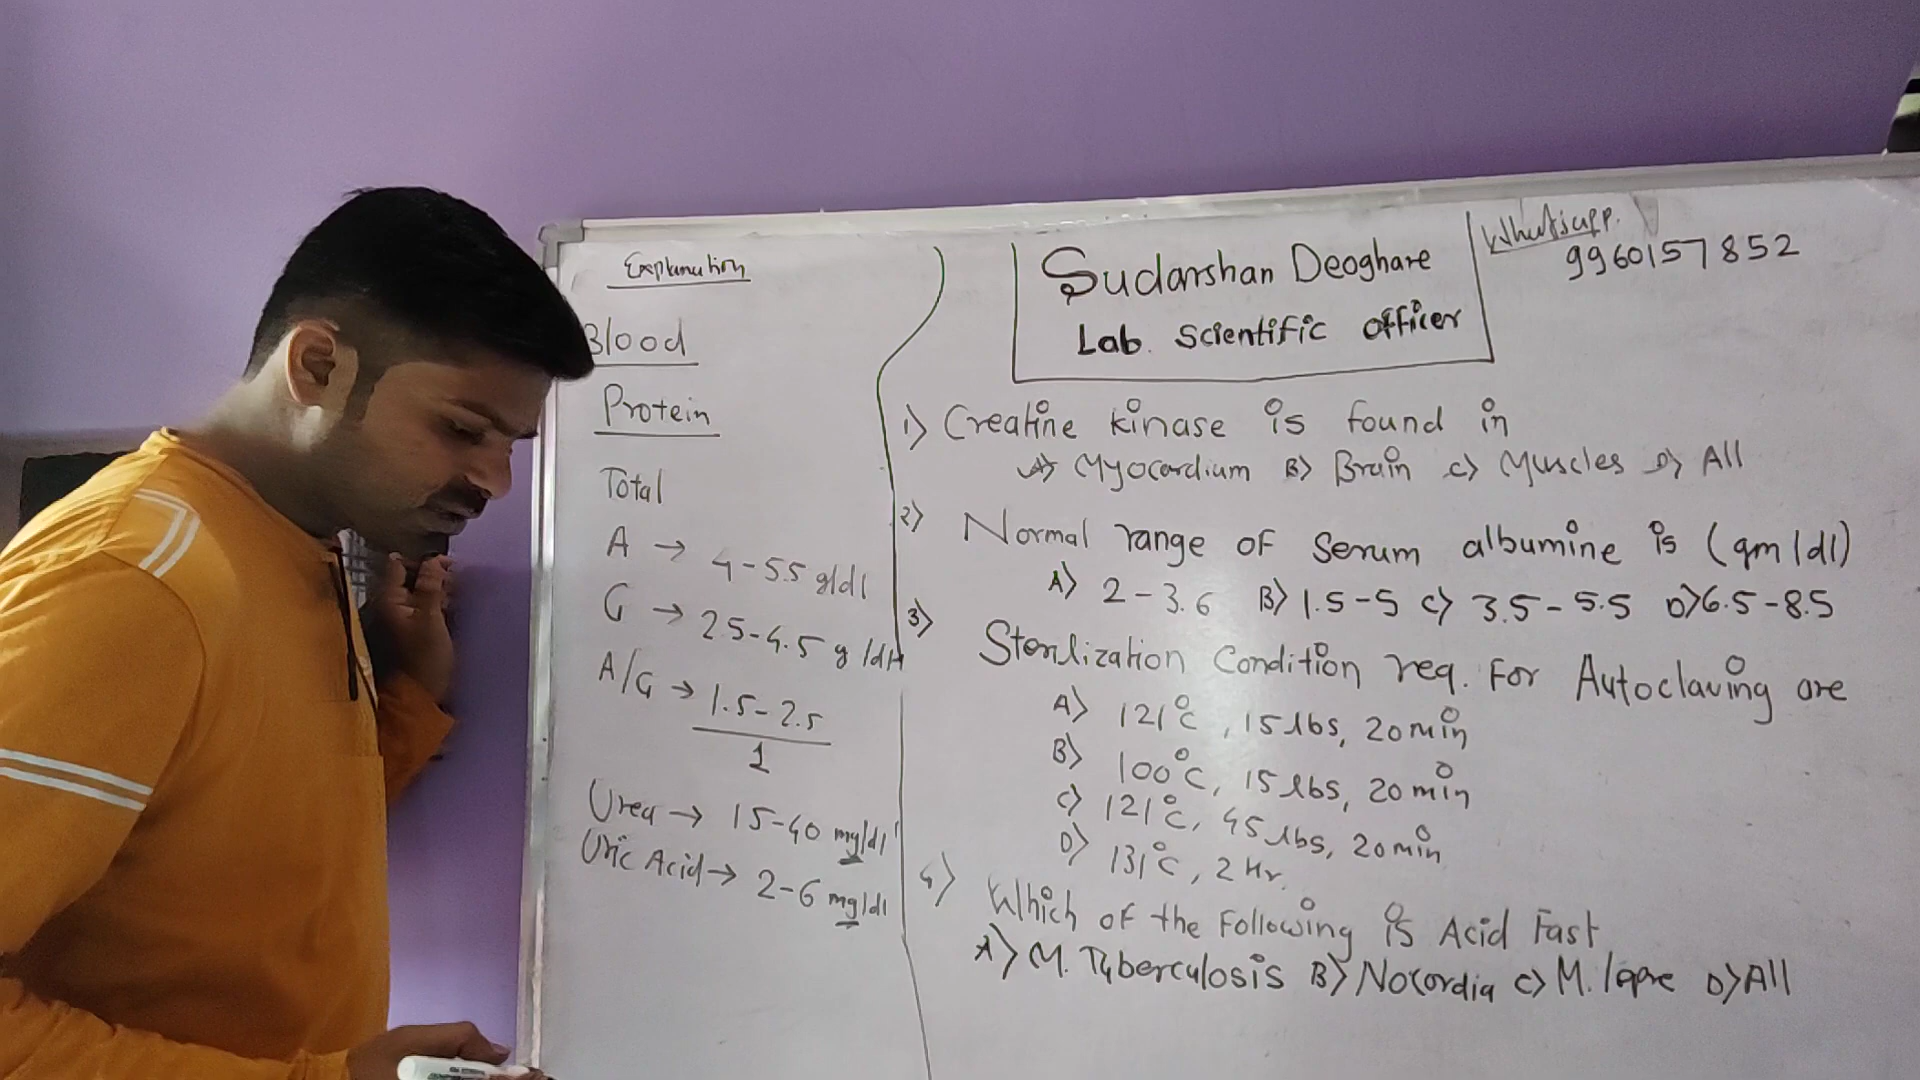 Explanation
Blood
Protein
Total
A → 4-5.5 g/dl
G → 2.5-4.5 g/dl
A/G → 1.5-2.5
1
Urea → 15-40 mg/dl
Uric Acid → 2-6 mg/dl
Sudarshan Deoghare
Lab. Scientific officer
Whatsapp.
9960157852
1) Creatine kinase is found in
A) Myocardium B) Brain C) Muscles D) All
2) Normal range of Serum albumine is (gm/dl)
A) 2-3.6 B) 1.5-5 C) 3.5-5.5 D) 6.5-8.5
3) Sterilization Condition req. For Autoclaving are
A) 121°C, 15 lbs, 20 min
B) 100°C, 15 lbs, 20 min
C) 121°C, 45 lbs, 20 min
D) 131°C, 2 Hr.
4) Which of the Following is Acid Fast
A) M. Tuberculosis B) Nocordia C) M. lapre D) All